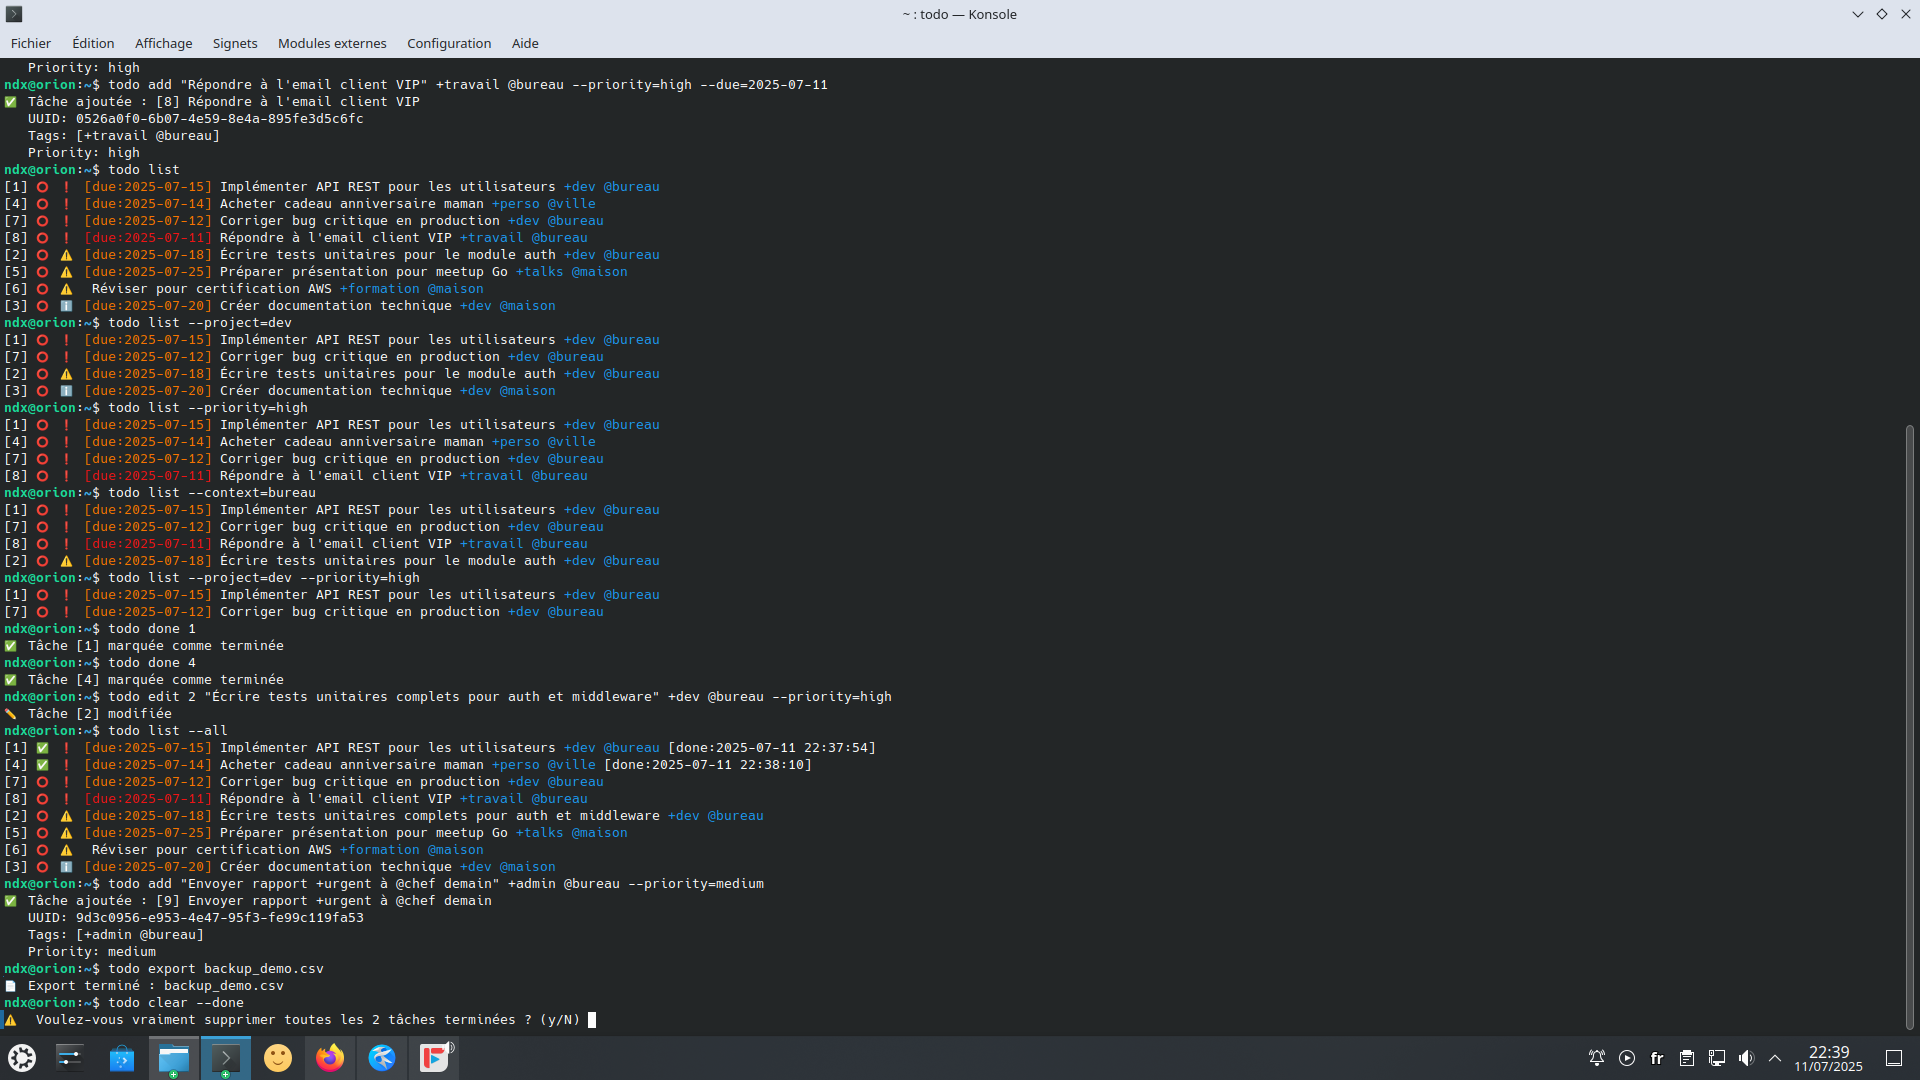 ~ : todo — Konsole
Fichier Édition Affichage Signets Modules externes Configuration Aide
Priority: high
ndx@orion:~$ todo add "Répondre à l'email client VIP" +travail @bureau --priority=high --due=2025-07-11
✅ Tâche ajoutée : [8] Répondre à l'email client VIP
UUID: 0526a0f0-6b07-4e59-8e4a-895fe3d5c6fc
Tags: [+travail @bureau]
Priority: high
ndx@orion:~$ todo list
[1] ⭕ ❗ [due:2025-07-15] Implémenter API REST pour les utilisateurs +dev @bureau
[4] ⭕ ❗ [due:2025-07-14] Acheter cadeau anniversaire maman +perso @ville
[7] ⭕ ❗ [due:2025-07-12] Corriger bug critique en production +dev @bureau
[8] ⭕ ❗ [due:2025-07-11] Répondre à l'email client VIP +travail @bureau
[2] ⭕ ⚠️ [due:2025-07-18] Écrire tests unitaires pour le module auth +dev @bureau
[5] ⭕ ⚠️ [due:2025-07-25] Préparer présentation pour meetup Go +talks @maison
[6] ⭕ ⚠️ Réviser pour certification AWS +formation @maison
[3] ⭕ ℹ️ [due:2025-07-20] Créer documentation technique +dev @maison
ndx@orion:~$ todo list --project=dev
[1] ⭕ ❗ [due:2025-07-15] Implémenter API REST pour les utilisateurs +dev @bureau
[7] ⭕ ❗ [due:2025-07-12] Corriger bug critique en production +dev @bureau
[2] ⭕ ⚠️ [due:2025-07-18] Écrire tests unitaires pour le module auth +dev @bureau
[3] ⭕ ℹ️ [due:2025-07-20] Créer documentation technique +dev @maison
ndx@orion:~$ todo list --priority=high
[1] ⭕ ❗ [due:2025-07-15] Implémenter API REST pour les utilisateurs +dev @bureau
[4] ⭕ ❗ [due:2025-07-14] Acheter cadeau anniversaire maman +perso @ville
[7] ⭕ ❗ [due:2025-07-12] Corriger bug critique en production +dev @bureau
[8] ⭕ ❗ [due:2025-07-11] Répondre à l'email client VIP +travail @bureau
ndx@orion:~$ todo list --context=bureau
[1] ⭕ ❗ [due:2025-07-15] Implémenter API REST pour les utilisateurs +dev @bureau
[7] ⭕ ❗ [due:2025-07-12] Corriger bug critique en production +dev @bureau
[8] ⭕ ❗ [due:2025-07-11] Répondre à l'email client VIP +travail @bureau
[2] ⭕ ⚠️ [due:2025-07-18] Écrire tests unitaires pour le module auth +dev @bureau
ndx@orion:~$ todo list --project=dev --priority=high
[1] ⭕ ❗ [due:2025-07-15] Implémenter API REST pour les utilisateurs +dev @bureau
[7] ⭕ ❗ [due:2025-07-12] Corriger bug critique en production +dev @bureau
ndx@orion:~$ todo done 1
✅ Tâche [1] marquée comme terminée
ndx@orion:~$ todo done 4
✅ Tâche [4] marquée comme terminée
ndx@orion:~$ todo edit 2 "Écrire tests unitaires complets pour auth et middleware" +dev @bureau --priority=high
✏️ Tâche [2] modifiée
ndx@orion:~$ todo list --all
[1] ✅ ❗ [due:2025-07-15] Implémenter API REST pour les utilisateurs +dev @bureau [done:2025-07-11 22:37:54]
[4] ✅ ❗ [due:2025-07-14] Acheter cadeau anniversaire maman +perso @ville [done:2025-07-11 22:38:10]
[7] ⭕ ❗ [due:2025-07-12] Corriger bug critique en production +dev @bureau
[8] ⭕ ❗ [due:2025-07-11] Répondre à l'email client VIP +travail @bureau
[2] ⭕ ⚠️ [due:2025-07-18] Écrire tests unitaires complets pour auth et middleware +dev @bureau
[5] ⭕ ⚠️ [due:2025-07-25] Préparer présentation pour meetup Go +talks @maison
[6] ⭕ ⚠️ Réviser pour certification AWS +formation @maison
[3] ⭕ ℹ️ [due:2025-07-20] Créer documentation technique +dev @maison
ndx@orion:~$ todo add "Envoyer rapport +urgent à @chef demain" +admin @bureau --priority=medium
✅ Tâche ajoutée : [9] Envoyer rapport +urgent à @chef demain
UUID: 9d3c0956-e953-4e47-95f3-fe99c119fa53
Tags: [+admin @bureau]
Priority: medium
ndx@orion:~$ todo export backup_demo.csv
📄 Export terminé : backup_demo.csv
ndx@orion:~$ todo clear --done
⚠️ Voulez-vous vraiment supprimer toutes les 2 tâches terminées ? (y/N)
fr
22:39
11/07/2025